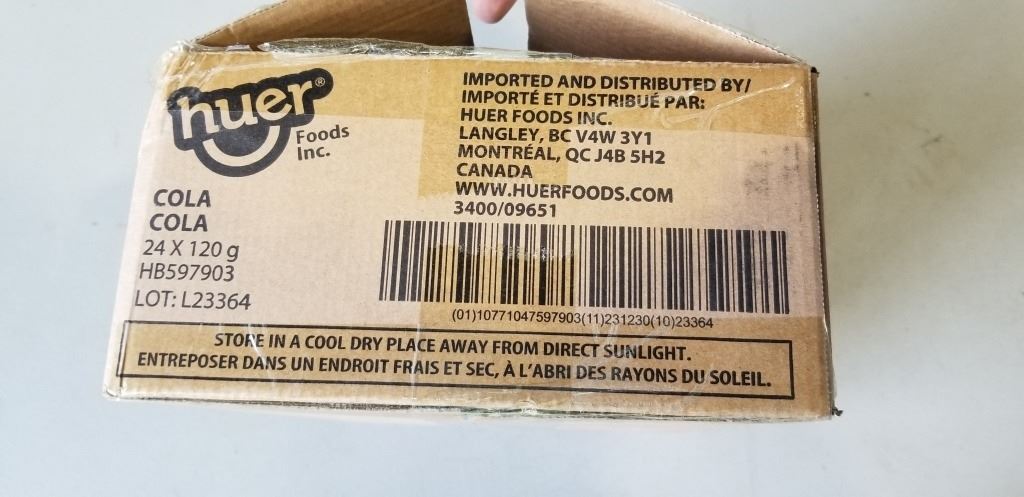 huer®
Foods
Inc.
COLA
COLA
24 X 120 g
HB597903
LOT: L23364
IMPORTED AND DISTRIBUTED BY/
IMPORTÉ ET DISTRIBUÉ PAR:
HUER FOODS INC.
LANGLEY, BC V4W 3Y1
MONTRÉAL, QC J4B 5H2
CANADA
WWW.HUERFOODS.COM
3400/09651
(01)10771047597903(11)231230(10)23364
STORE IN A COOL DRY PLACE AWAY FROM DIRECT SUNLIGHT.
ENTREPOSER DANS UN ENDROIT FRAIS ET SEC, À L'ABRI DES RAYONS DU SOLEIL.